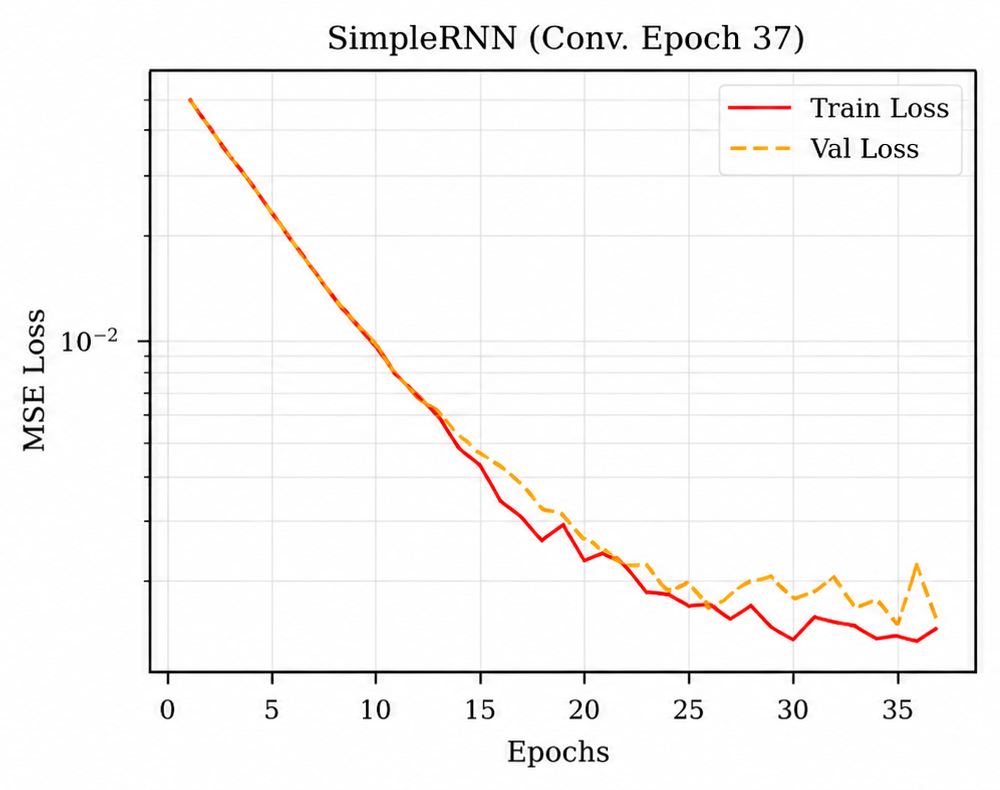 SimpleRNN (Conv. Epoch 37)
Train Loss
Val Loss
MSE Loss
10⁻²
0 5 10 15 20 25 30 35
Epochs